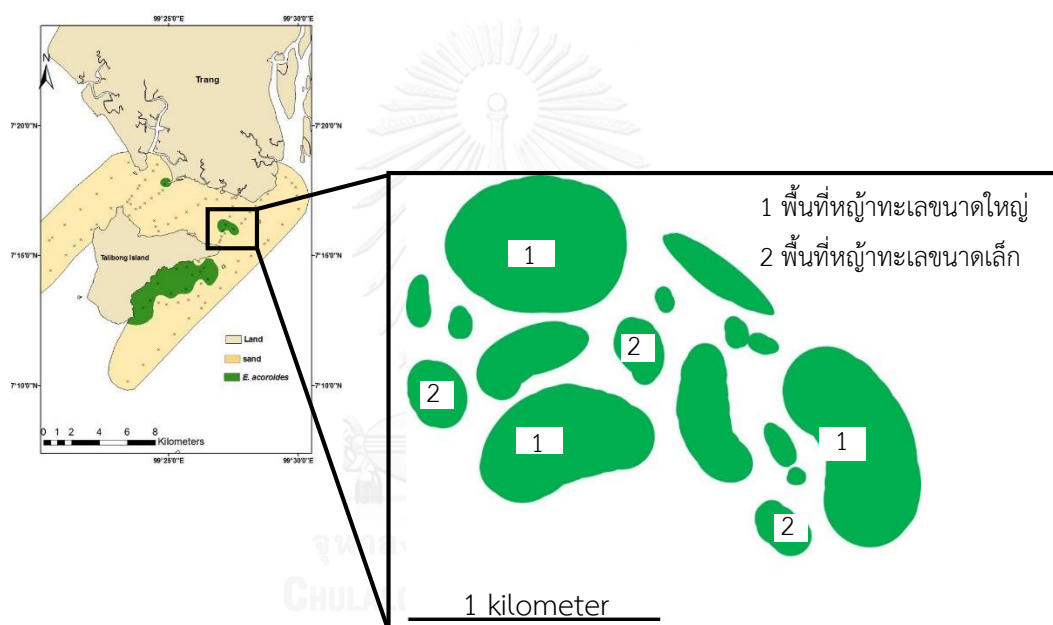 99°25'0"E 99°30'0"E
N
Trang
7°20'0"N 7°20'0"N
7°15'0"N 7°15'0"N
Talibong Island
Land
sand
E. acoroides
7°10'0"N 7°10'0"N
0 1 2 4 6 8
Kilometers
99°25'0"E 99°30'0"E
1 พื้นที่หญ้าทะเลขนาดใหญ่
2 พื้นที่หญ้าทะเลขนาดเล็ก
1
2
2
1
1
2
1 kilometer